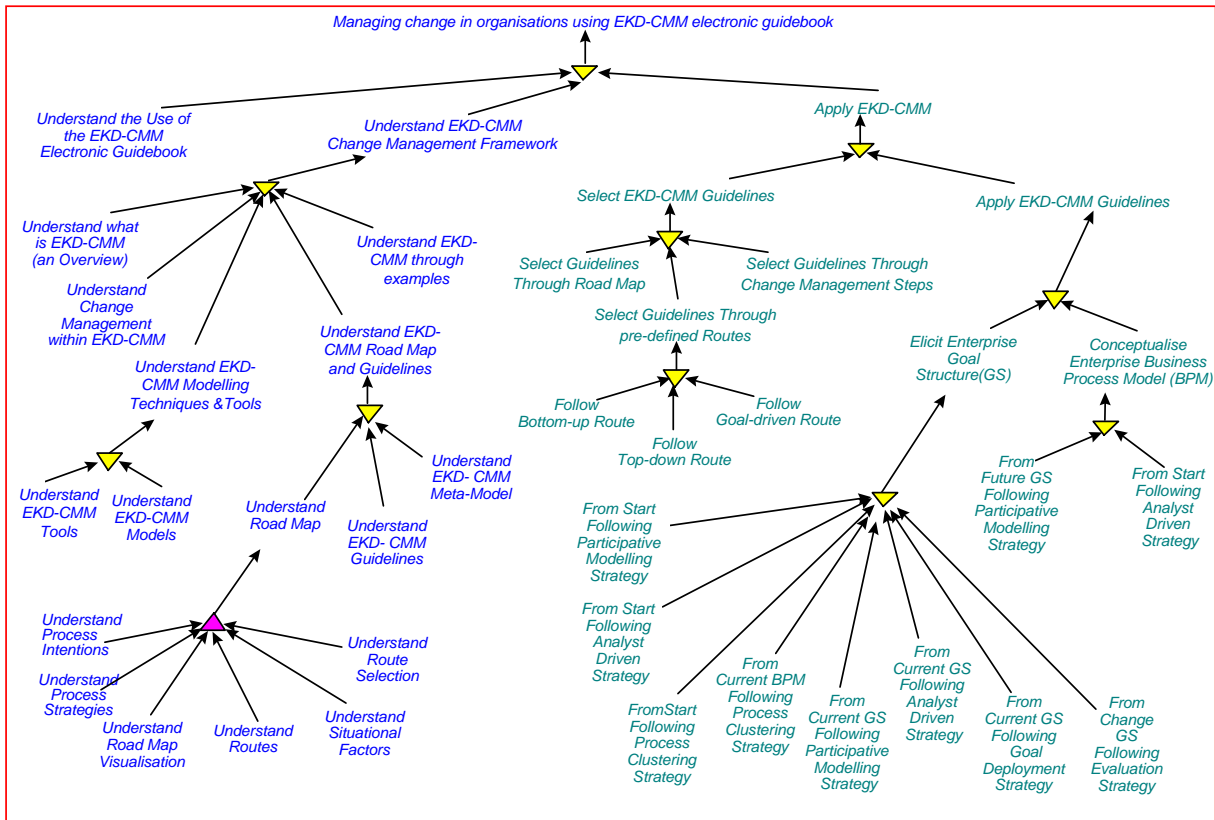 Managing change in organisations using EKD-CMM electronic guidebook
Understand the Use of
the EKD-CMM
Electronic Guidebook
Understand EKD-CMM
Change Management Framework
Apply EKD-CMM
Understand what
is EKD-CMM
(an Overview)
Understand
Change
Management
within EKD-CMM
Understand EKD-
CMM through
examples
Understand EKD-
CMM Modelling
Techniques &Tools
Understand EKD-
CMM Road Map
and Guidelines
Understand
EKD-CMM
Tools
Understand
EKD-CMM
Models
Understand
Road Map
Understand
EKD- CMM
Guidelines
Understand
EKD- CMM
Meta-Model
Understand
Process
Intentions
Understand
Process
Strategies
Understand
Road Map
Visualisation
Understand
Routes
Understand
Situational
Factors
Understand
Route
Selection
Select EKD-CMM Guidelines
Apply EKD-CMM Guidelines
Select Guidelines
Through Road Map
Select Guidelines Through
Change Management Steps
Select Guidelines Through
pre-defined Routes
Follow
Bottom-up Route
Follow
Top-down Route
Follow
Goal-driven Route
Elicit Enterprise
Goal
Structure(GS)
Conceptualise
Enterprise Business
Process Model (BPM)
From
Future GS
Following
Participative
Modelling
Strategy
From Start
Following
Analyst
Driven
Strategy
From Start
Following
Participative
Modelling
Strategy
From Start
Following
Analyst
Driven
Strategy
FromStart
Following
Process
Clustering
Strategy
From
Current BPM
Following
Process
Clustering
Strategy
From
Current GS
Following
Participative
Modelling
Strategy
From
Current GS
Following
Analyst
Driven
Strategy
From
Current GS
Following
Goal
Deployment
Strategy
From
Change
GS
Following
Evaluation Strategy